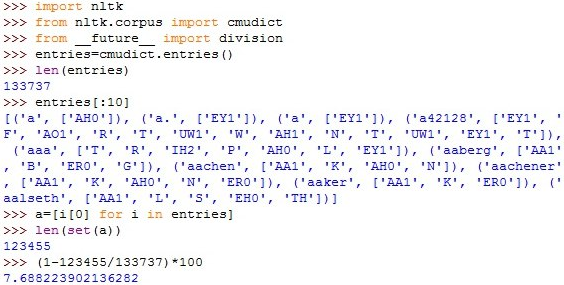 >>> import nltk
>>> from nltk.corpus import cmudict
>>> from __future__ import division
>>> entries=cmudict.entries()
>>> len(entries)
133737
>>> entries[:10]
[('a', ['AH0']), ('a.', ['EY1']), ('a', ['EY1']), ('a42128', ['EY1', '
F', 'AO1', 'R', 'T', 'UW1', 'W', 'AH1', 'N', 'T', 'UW1', 'EY1', 'T']),
 ('aaa', ['T', 'R', 'IH2', 'P', 'AH0', 'L', 'EY1']), ('aaberg', ['AA1'
, 'B', 'ER0', 'G']), ('aachen', ['AA1', 'K', 'AH0', 'N']), ('aachener'
, ['AA1', 'K', 'AH0', 'N', 'ER0']), ('aaker', ['AA1', 'K', 'ER0']), ('
aalseth', ['AA1', 'L', 'S', 'EH0', 'TH'])]
>>> a=[i[0] for i in entries]
>>> len(set(a))
123455
>>> (1-123455/133737)*100
7.688223902136282